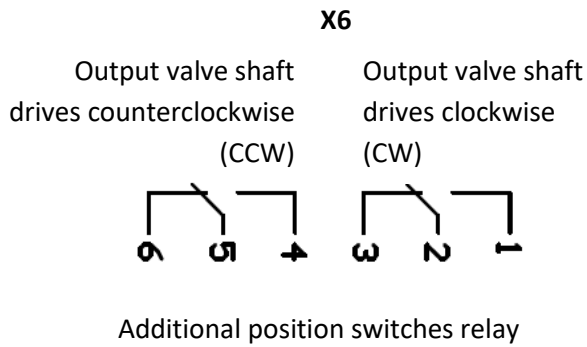 X6
Output valve shaft
drives counterclockwise
(CCW)
Output valve shaft
drives clockwise
(CW)
6 5 4 3 2 1
Additional position switches relay